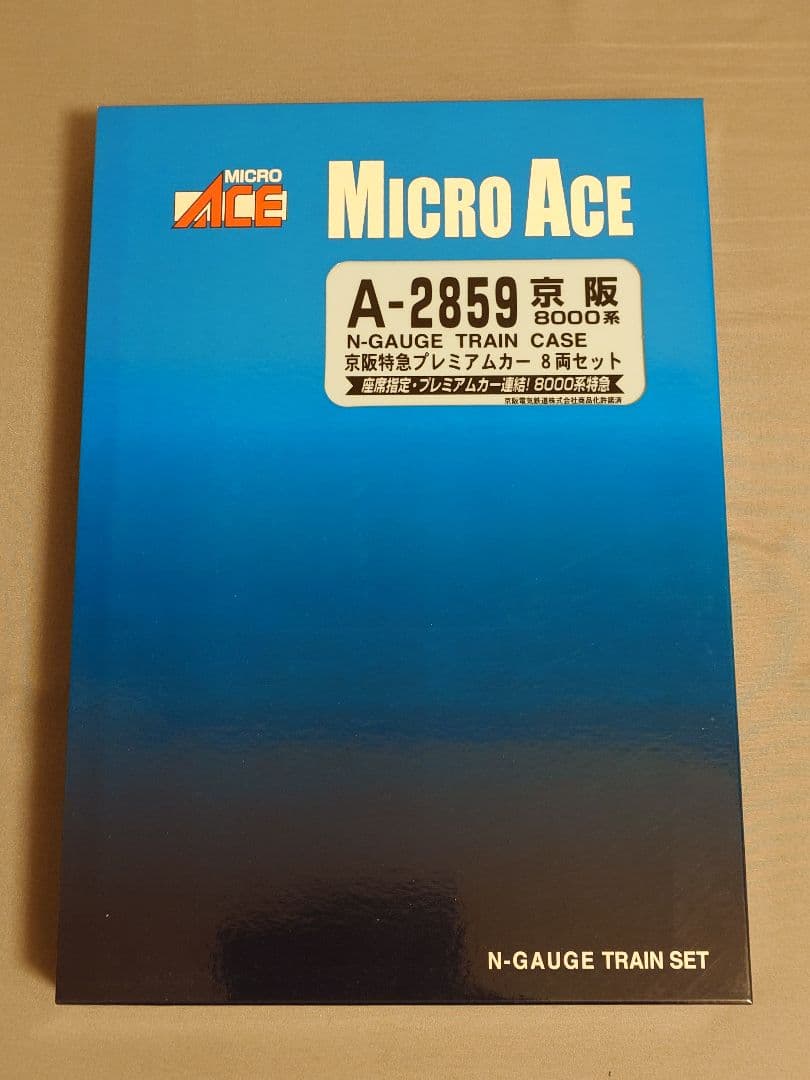 MICRO
ACE
MICRO ACE
A-2859 京阪
8000系
N-GAUGE TRAIN CASE
京阪特急プレミアムカー 8両セット
座席指定・プレミアムカー連結！8000系特急
京阪電気鉄道株式会社商品化許諾済
N-GAUGE TRAIN SET